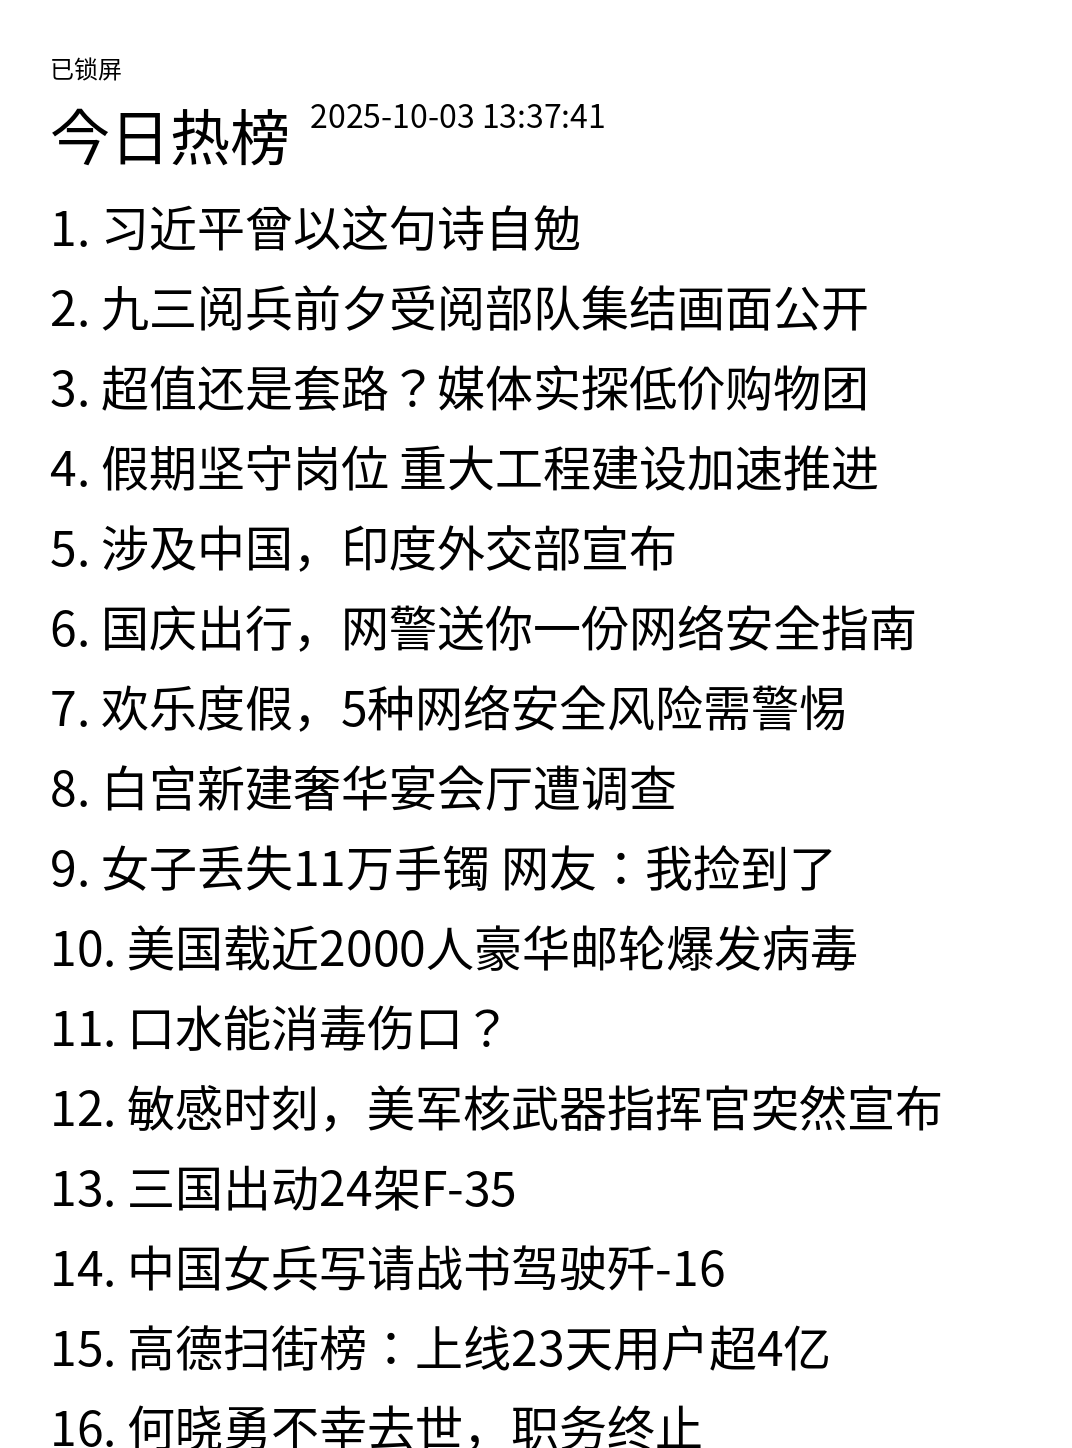 已锁屏
今日热榜 2025-10-03 13:37:41
1. 习近平曾以这句诗自勉
2. 九三阅兵前夕受阅部队集结画面公开
3. 超值还是套路？媒体实探低价购物团
4. 假期坚守岗位 重大工程建设加速推进
5. 涉及中国，印度外交部宣布
6. 国庆出行，网警送你一份网络安全指南
7. 欢乐度假，5种网络安全风险需警惕
8. 白宫新建奢华宴会厅遭调查
9. 女子丢失11万手镯 网友：我捡到了
10. 美国载近2000人豪华邮轮爆发病毒
11. 口水能消毒伤口？
12. 敏感时刻，美军核武器指挥官突然宣布
13. 三国出动24架F-35
14. 中国女兵写请战书驾驶歼-16
15. 高德扫街榜：上线23天用户超4亿
16. 何晓勇不幸去世，职务终止